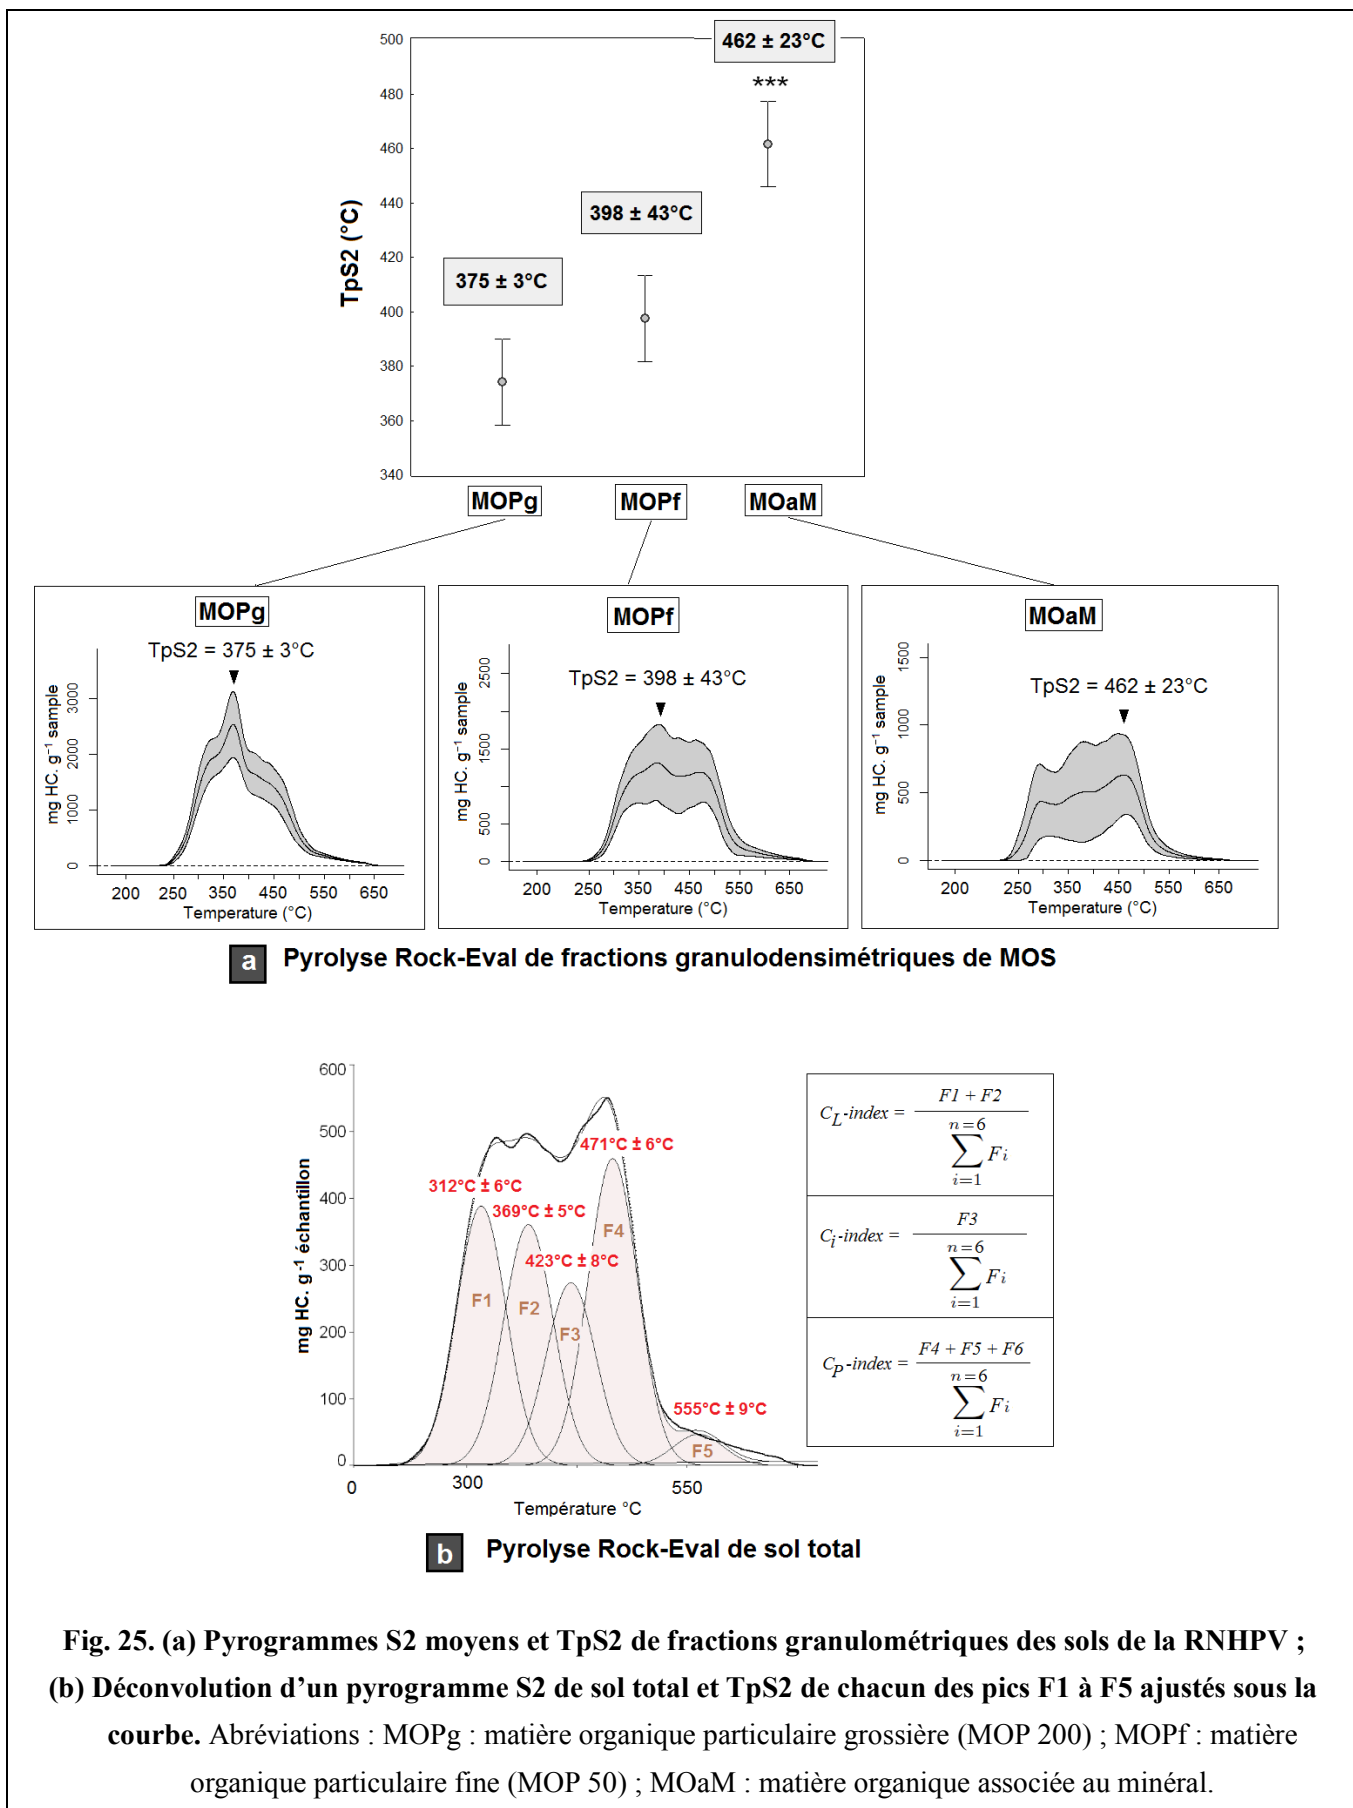 500
480
460
440
420
400
380
360
340
TpS2 (°C)
462 ± 23°C
***
398 ± 43°C
375 ± 3°C
MOPg
MOPf
MOaM
MOPg
TpS2 = 375 ± 3°C
mg HC. g⁻¹ sample
3000
2000
1000
0
200 250 350 450 550 650
Temperature (°C)
MOPf
TpS2 = 398 ± 43°C
mg HC. g⁻¹ sample
2500
1500
500
0
200 350 450 550 650
Temperature (°C)
MOaM
TpS2 = 462 ± 23°C
mg HC. g⁻¹ sample
1500
1000
500
0
200 250 350 450 550 650
Temperature (°C)
a Pyrolyse Rock-Eval de fractions granulodensimétriques de MOS
600
500
400
300
200
100
0
mg HC. g⁻¹ échantillon
471°C ± 6°C
312°C ± 6°C
369°C ± 5°C
423°C ± 8°C
555°C ± 9°C
F1
F2
F3
F4
F5
0 300 550
Température °C
C_L-index = F1 + F2 / n=6 ∑ i=1 Fi
C_i-index = F3 / n=6 ∑ i=1 Fi
C_P-index = F4 + F5 + F6 / n=6 ∑ i=1 Fi
b Pyrolyse Rock-Eval de sol total
Fig. 25. (a) Pyrogrammes S2 moyens et TpS2 de fractions granulométriques des sols de la RNHPV ;
(b) Déconvolution d'un pyrogramme S2 de sol total et TpS2 de chacun des pics F1 à F5 ajustés sous la
courbe. Abréviations : MOPg : matière organique particulaire grossière (MOP 200) ; MOPf : matière
organique particulaire fine (MOP 50) ; MOaM : matière organique associée au minéral.